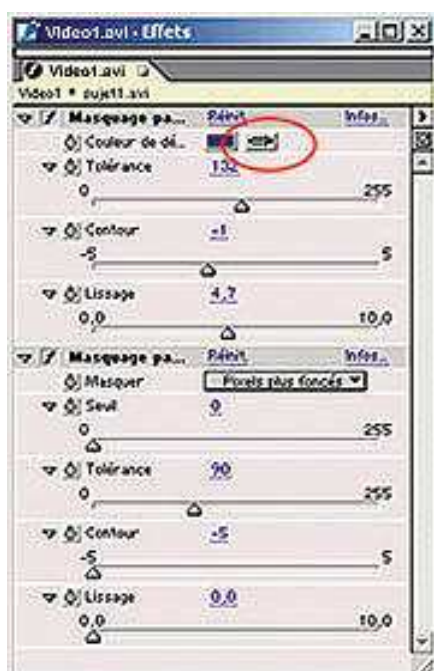 Video1.avi • Effets
Video1.avi
Video1 • sujet1.avi
Masquage pa... Réinit. Infos...
Couleur de dé...
Tolérance 132
0 255
Contour -1
-5 5
Lissage 4,7
0,0 10,0
Masquage pa... Réinit. Infos...
Masquer Pixels plus foncés
Seuil 0
0 255
Tolérance 90
0 255
Contour -5
-5 5
Lissage 0,0
0,0 10,0